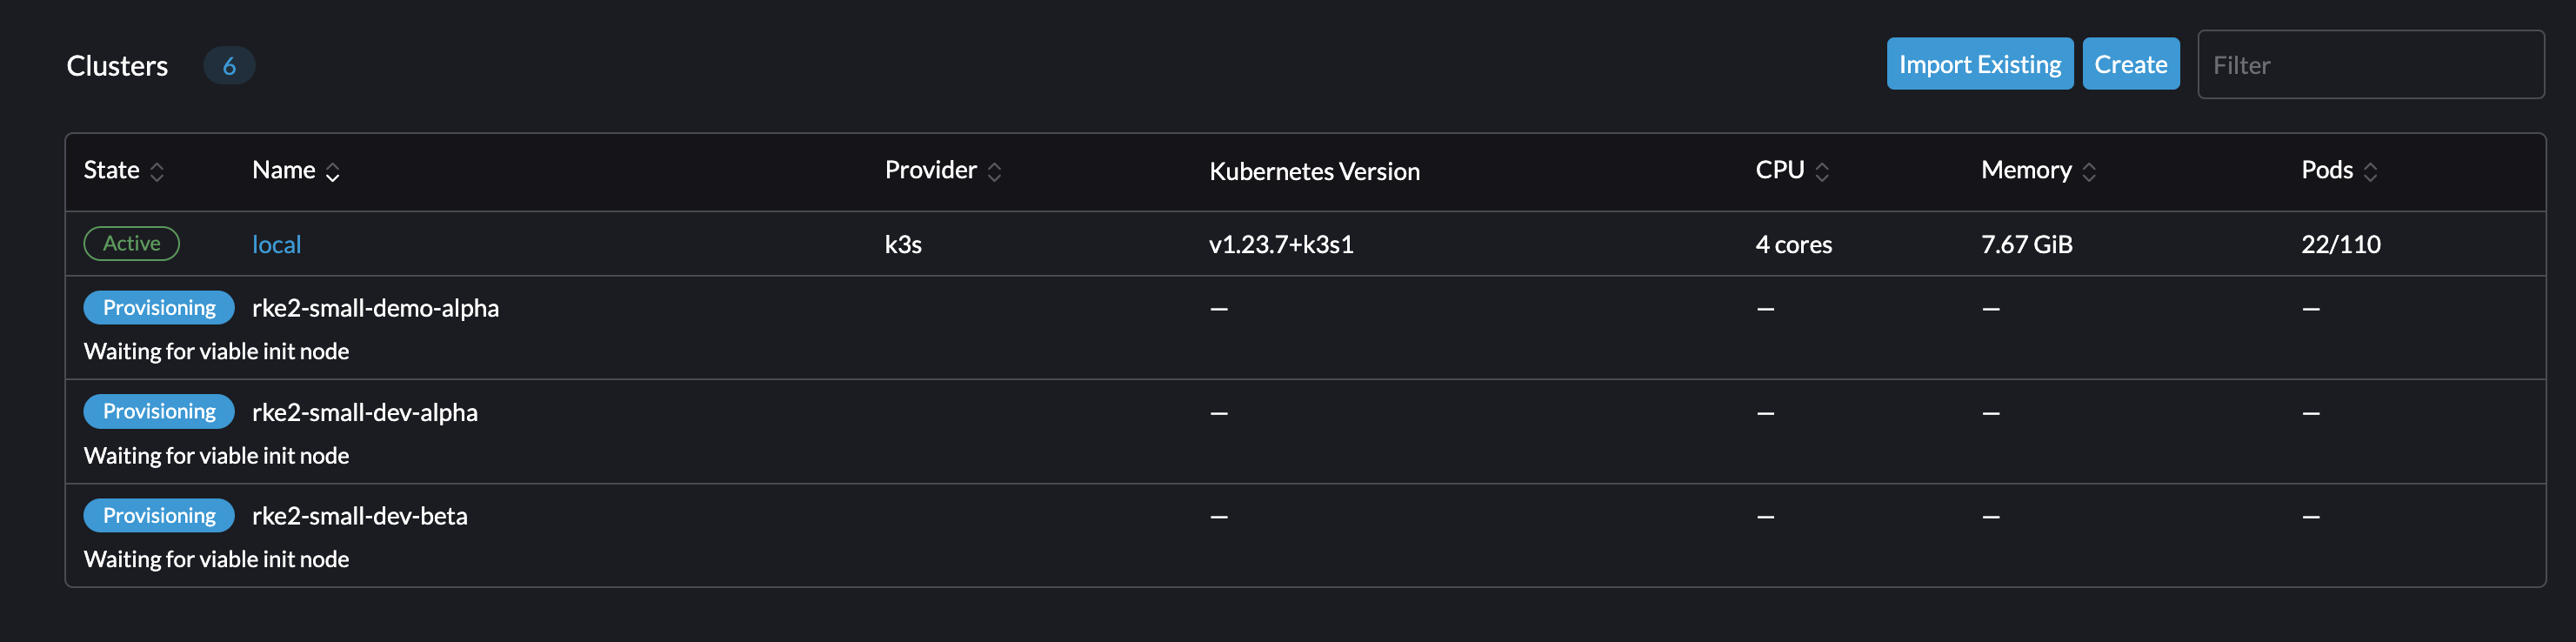 Clusters 6 Import Existing Create Filter
State Name Provider Kubernetes Version CPU Memory Pods
Active local k3s v1.23.7+k3s1 4 cores 7.67 GiB 22/110
Provisioning rke2-small-demo-alpha — — — —
Waiting for viable init node
Provisioning rke2-small-dev-alpha — — — —
Waiting for viable init node
Provisioning rke2-small-dev-beta — — — —
Waiting for viable init node